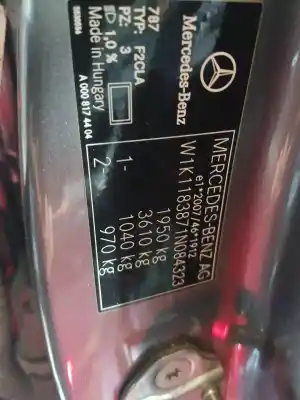 MERCEDES-BENZ AG
e1*2007/46*1912
W1K1183871N084323
1950 kg
3610 kg
1- 1040 kg
2- 970 kg
Mercedes-Benz
787
TYP: F2CLA
PZ: 3
1,0 %
Made in Hungary
A 000 817 44 04